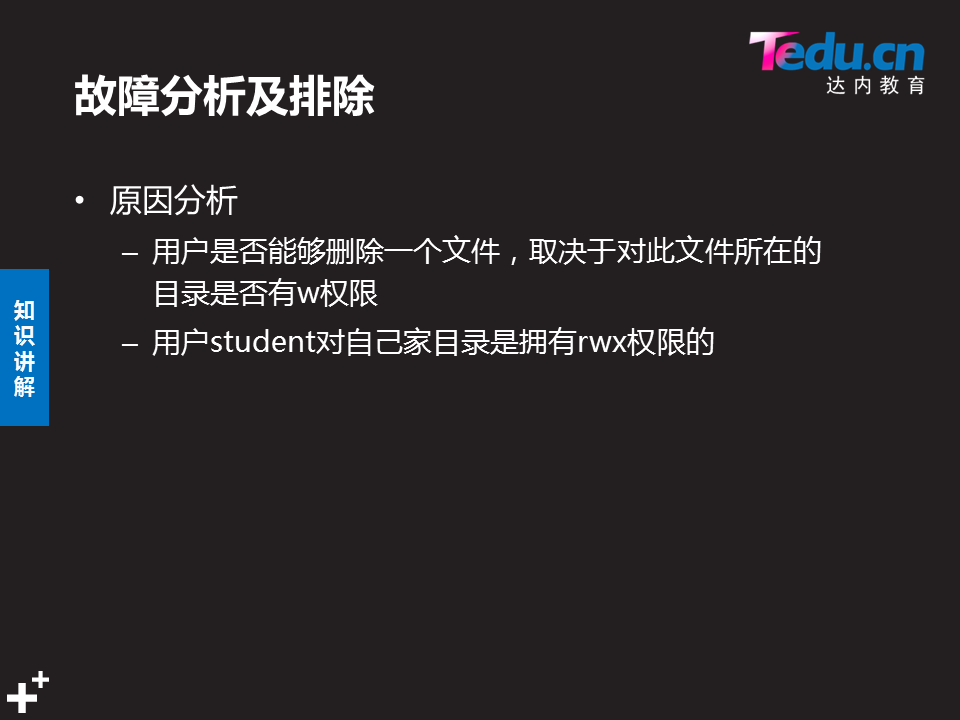 Tedu.cn
达内教育
故障分析及排除
• 原因分析
– 用户是否能够删除一个文件，取决于对此文件所在的
目录是否有w权限
– 用户student对自己家目录是拥有rwx权限的
知
识
讲
解